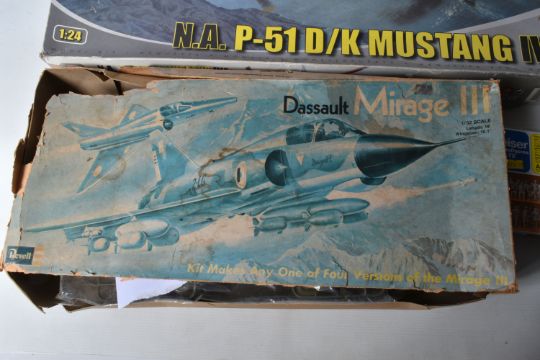 1:24
N.A. P-51 D/K MUSTANG IV
Dassault Mirage III
1/32 SCALE
Revell
Kit Makes Any One of Four Versions of the Mirage III